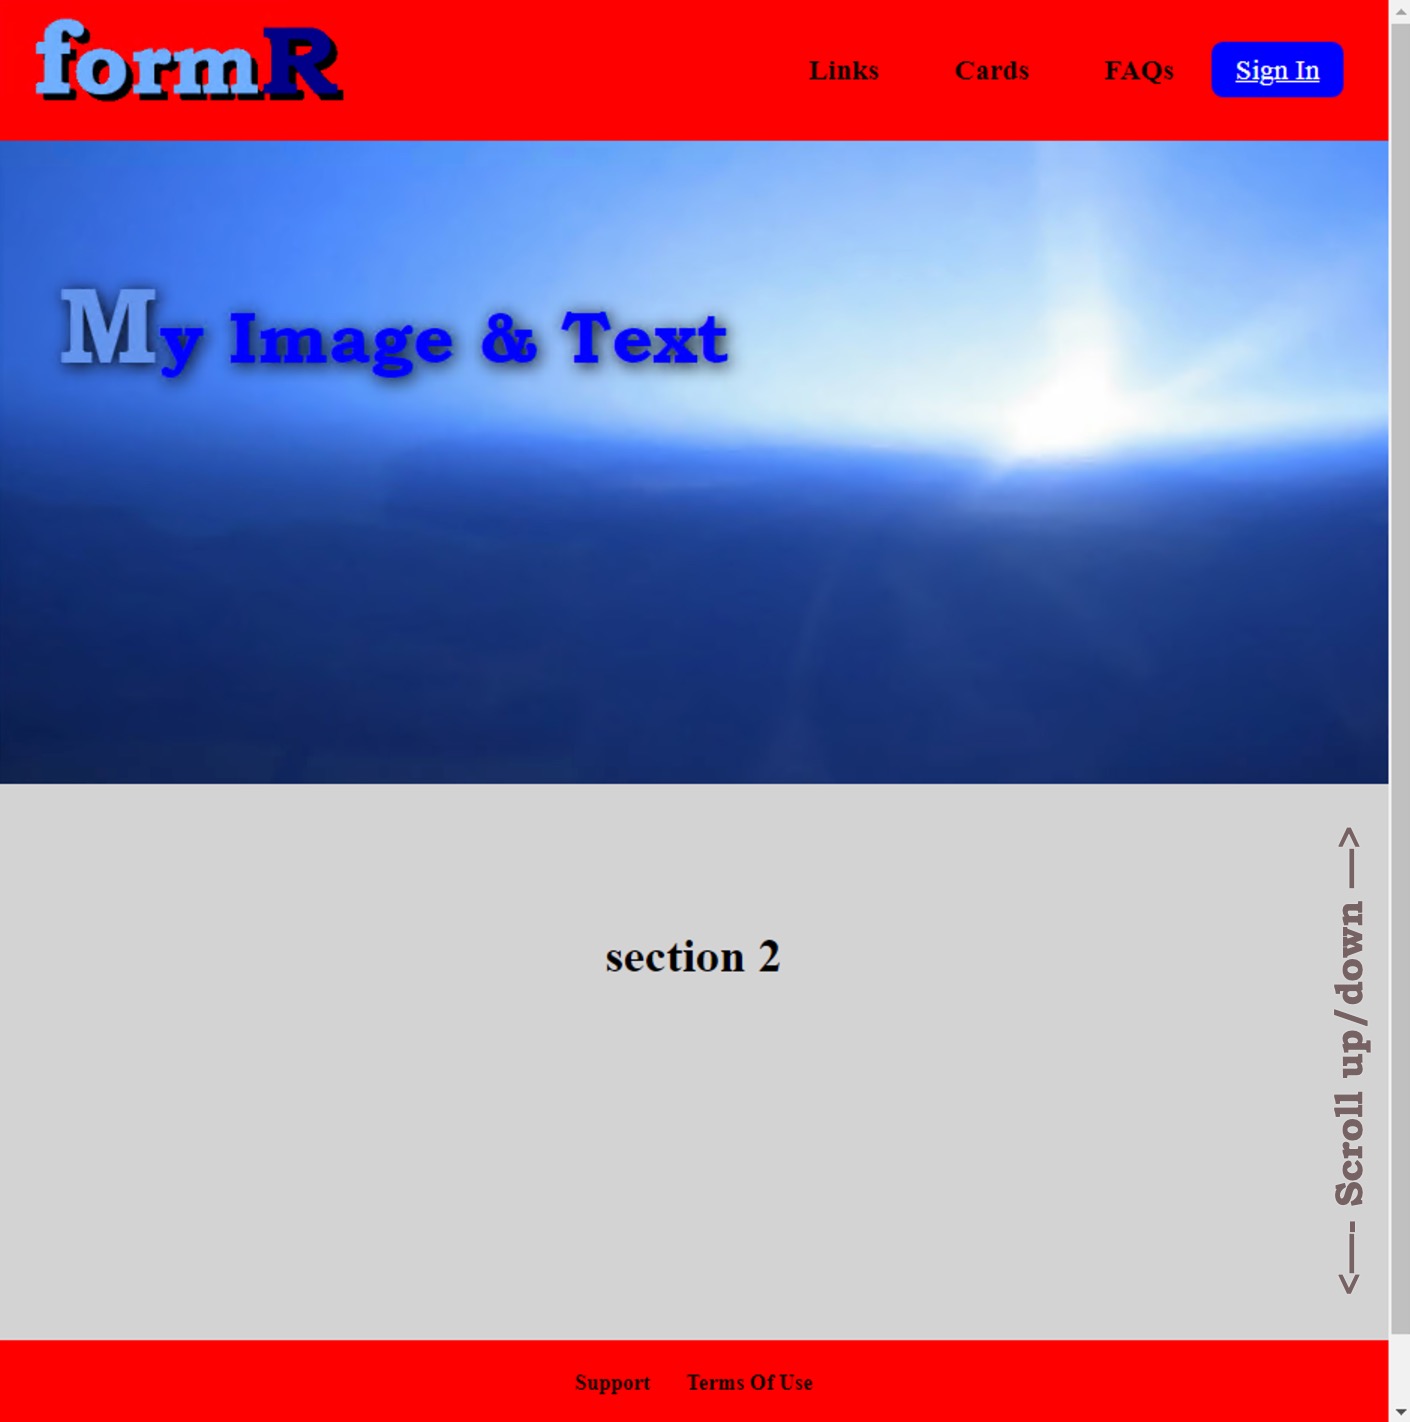 formR
Links Cards FAQs Sign In
My Image & Text
section 2
<--- Scroll up/down --->
Support Terms Of Use